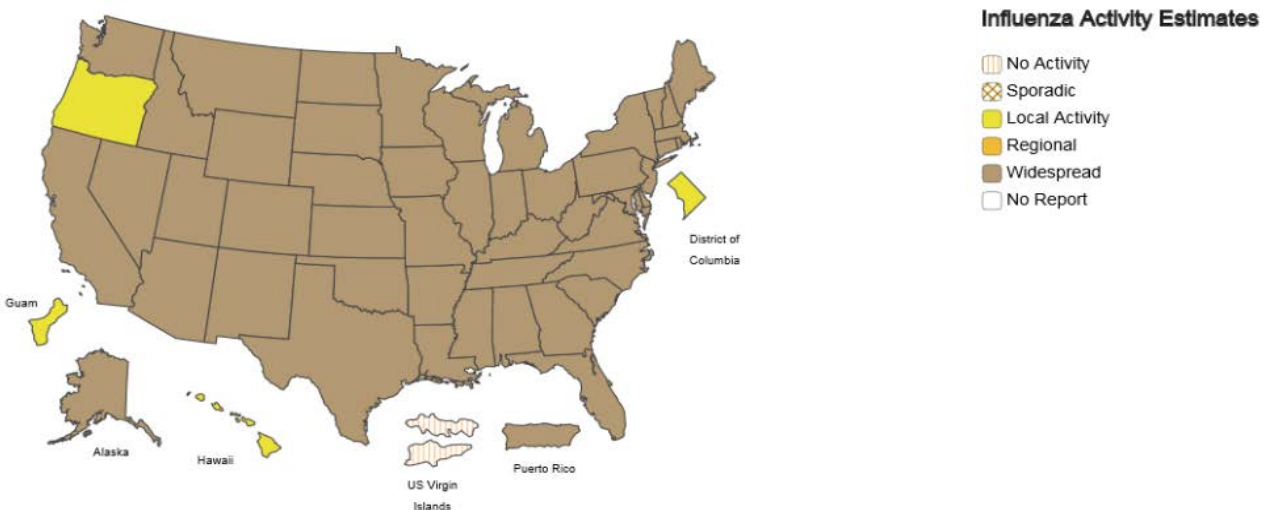 Influenza Activity Estimates
No Activity
Sporadic
Local Activity
Regional
Widespread
No Report
District of
Columbia
Guam
Alaska
Hawaii
US Virgin
Islands
Puerto Rico